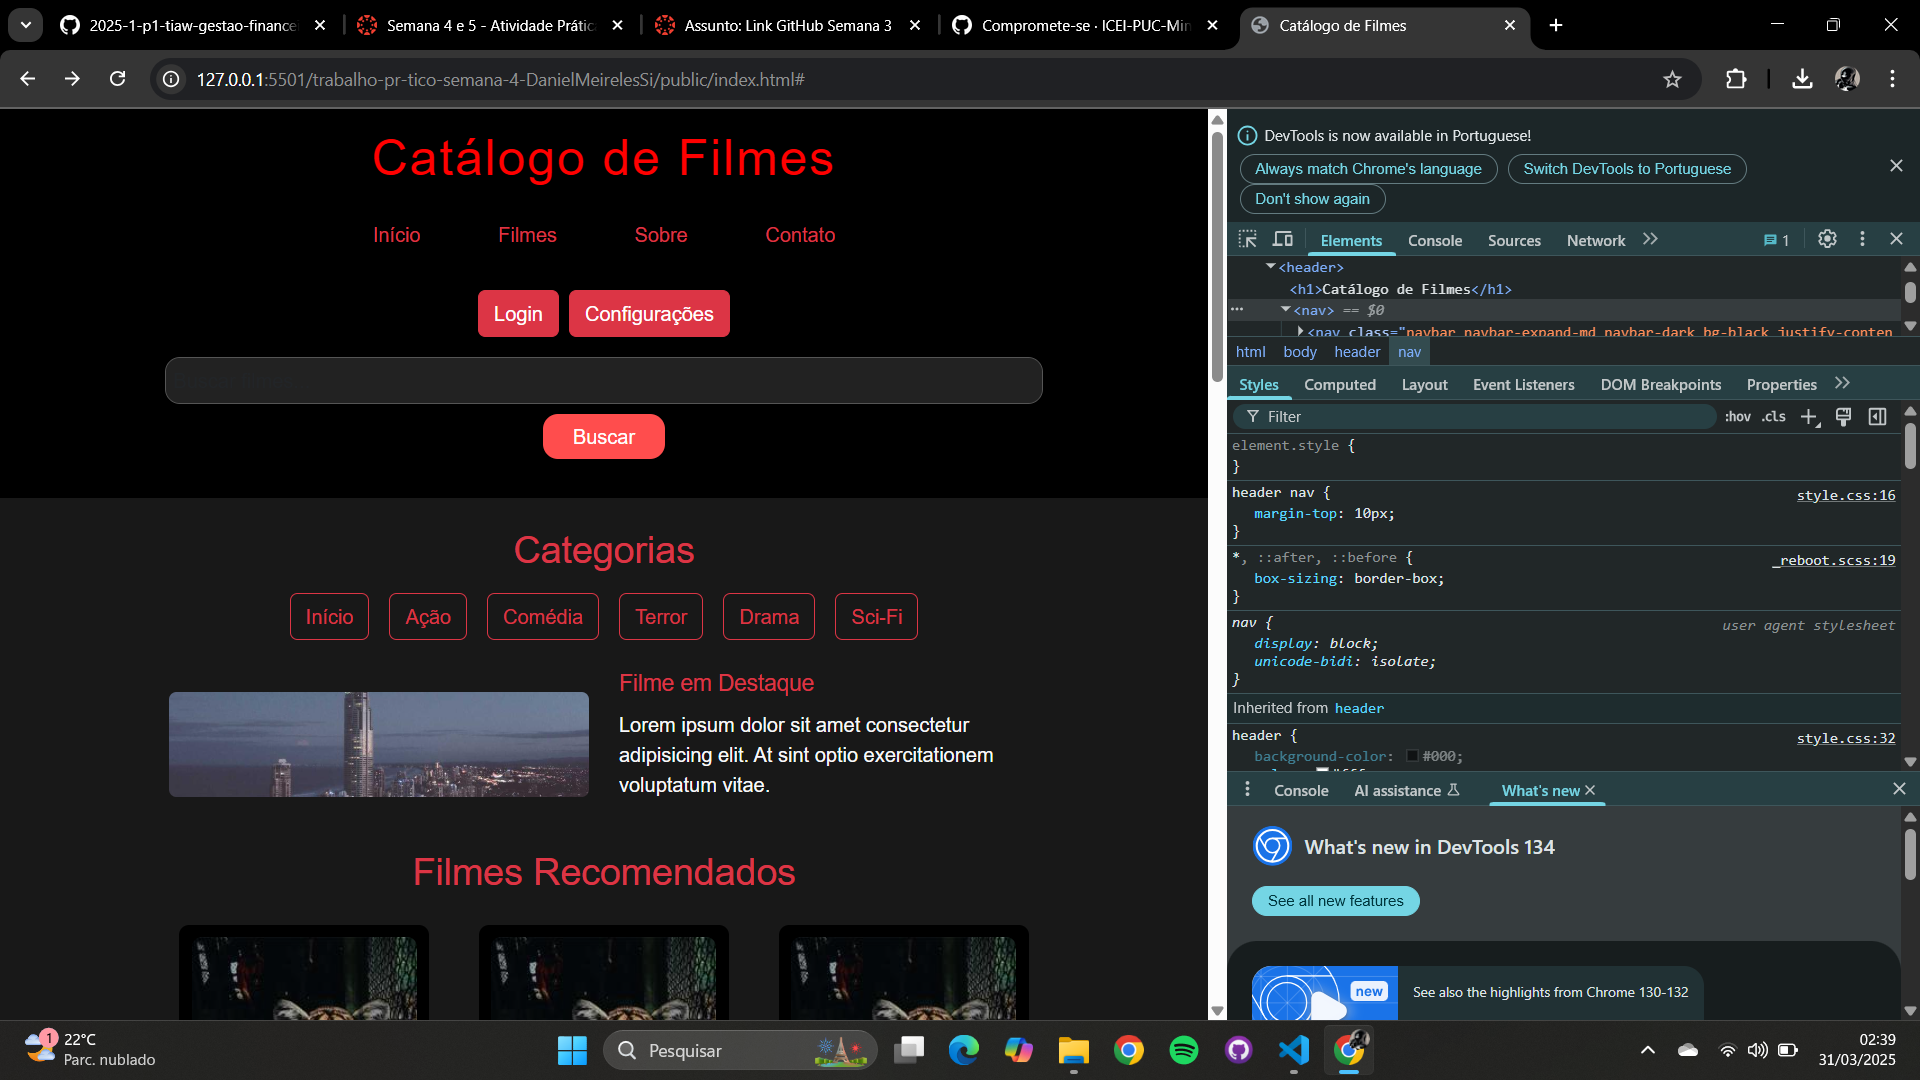 2025-1-p1-tiaw-gestao-finance
Semana 4 e 5 - Atividade Prátic
Assunto: Link GitHub Semana 3
Compromete-se · ICEI-PUC-Min
Catálogo de Filmes
127.0.0.1:5501/trabalho-pr-tico-semana-4-DanielMeirelesSi/public/index.html#
Catálogo de Filmes
Início Filmes Sobre Contato
Login Configurações
Buscar
Categorias
Início Ação Comédia Terror Drama Sci-Fi
Filme em Destaque
Lorem ipsum dolor sit amet consectetur
adipisicing elit. At sint optio exercitationem
voluptatum vitae.
Filmes Recomendados
DevTools is now available in Portuguese!
Always match Chrome's language Switch DevTools to Portuguese
Don't show again
Elements Console Sources Network 1
<header>
<h1>Catálogo de Filmes</h1>
<nav> == $0
<nav class="navbar navbar-expand-md navbar-dark bg-black justify-conten
html body header nav
Styles Computed Layout Event Listeners DOM Breakpoints Properties
Filter :hov .cls
element.style {
}
header nav { style.css:16
margin-top: 10px;
}
*, ::after, ::before { _reboot.scss:19
box-sizing: border-box;
}
nav { user agent stylesheet
display: block;
unicode-bidi: isolate;
}
Inherited from header
header { style.css:32
background-color: #000;
Console AI assistance What's new
What's new in DevTools 134
See all new features
new
See also the highlights from Chrome 130-132
1
22°C
Parc. nublado
Pesquisar
02:39
31/03/2025